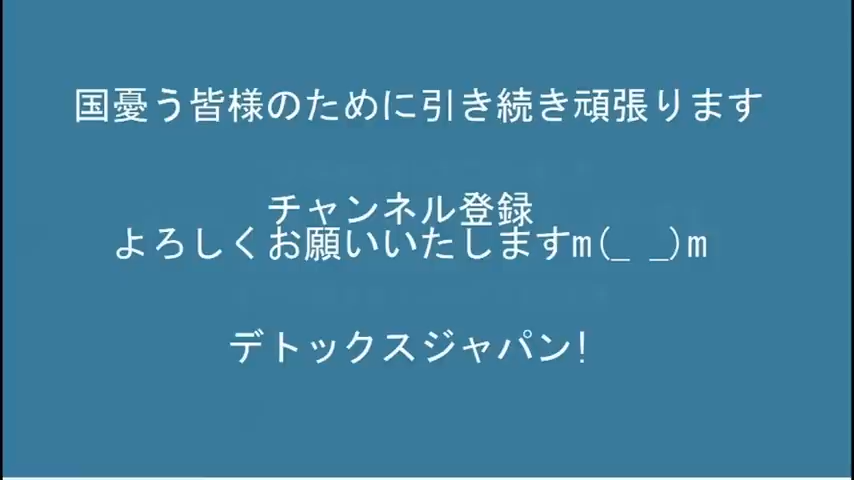 国憂う皆様のために引き続き頑張ります
チャンネル登録
よろしくお願いいたしますm(_ _)m
デトックスジャパン!